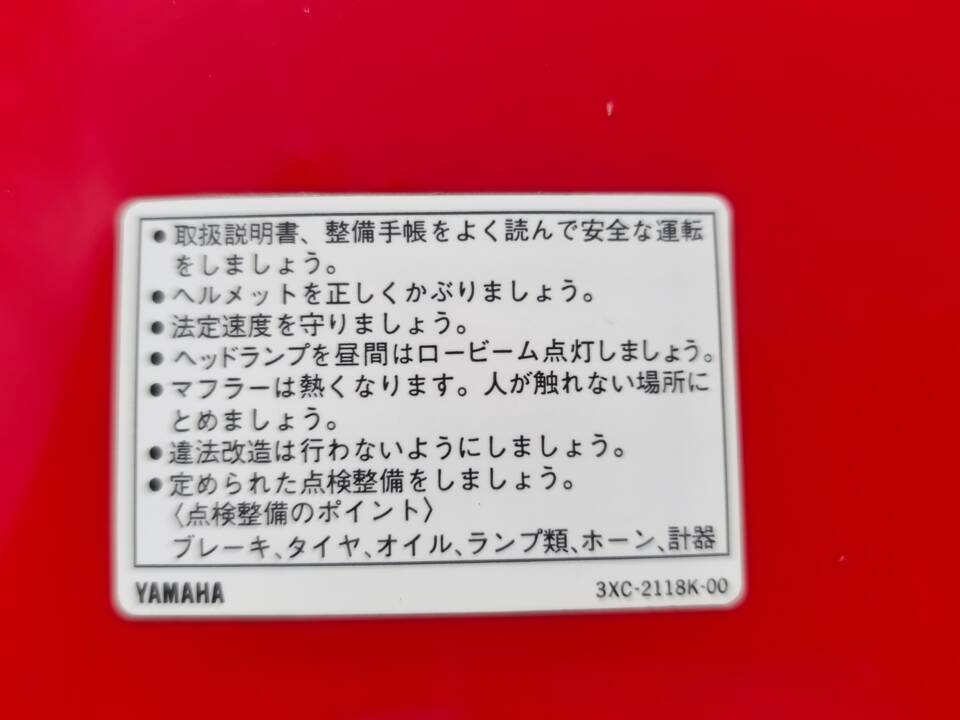 ●取扱説明書、整備手帳をよく読んで安全な運転
をしましょう。
●ヘルメットを正しくかぶりましょう。
●法定速度を守りましょう。
●ヘッドランプを昼間はロービーム点灯しましょう。
●マフラーは熱くなります。人が触れない場所に
とめましょう。
●違法改造は行わないようにしましょう。
●定められた点検整備をしましょう。
〈点検整備のポイント〉
ブレーキ、タイヤ、オイル、ランプ類、ホーン、計器
YAMAHA 3XC-2118K-00